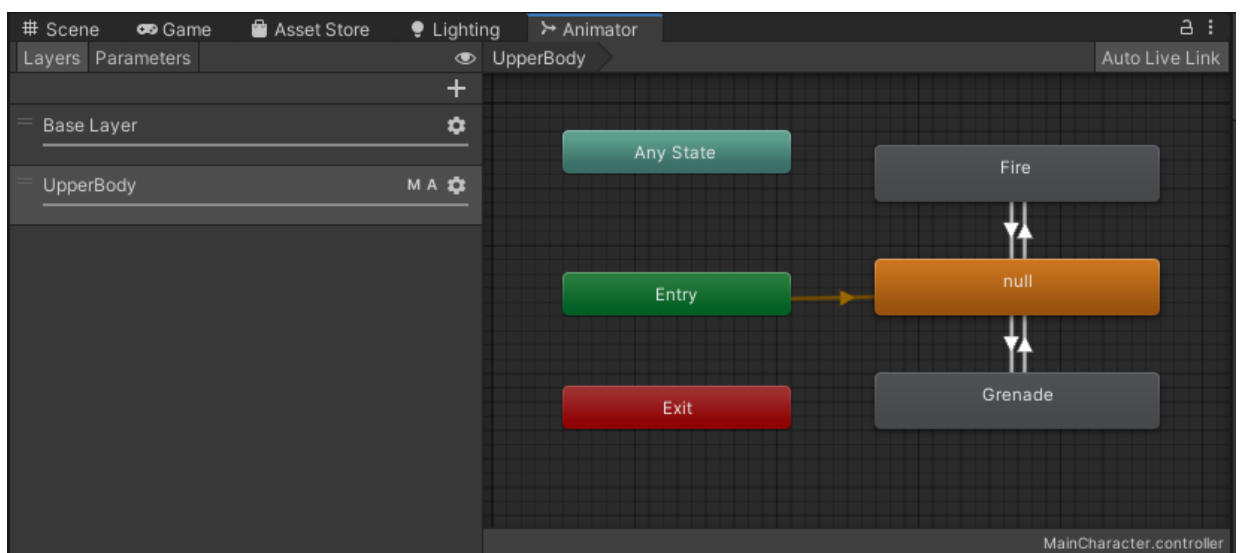 Scene Game Asset Store Lighting Animator
Layers Parameters UpperBody Auto Live Link
Base Layer
UpperBody M A
Any State
Fire
Entry
null
Exit
Grenade
MainCharacter.controller